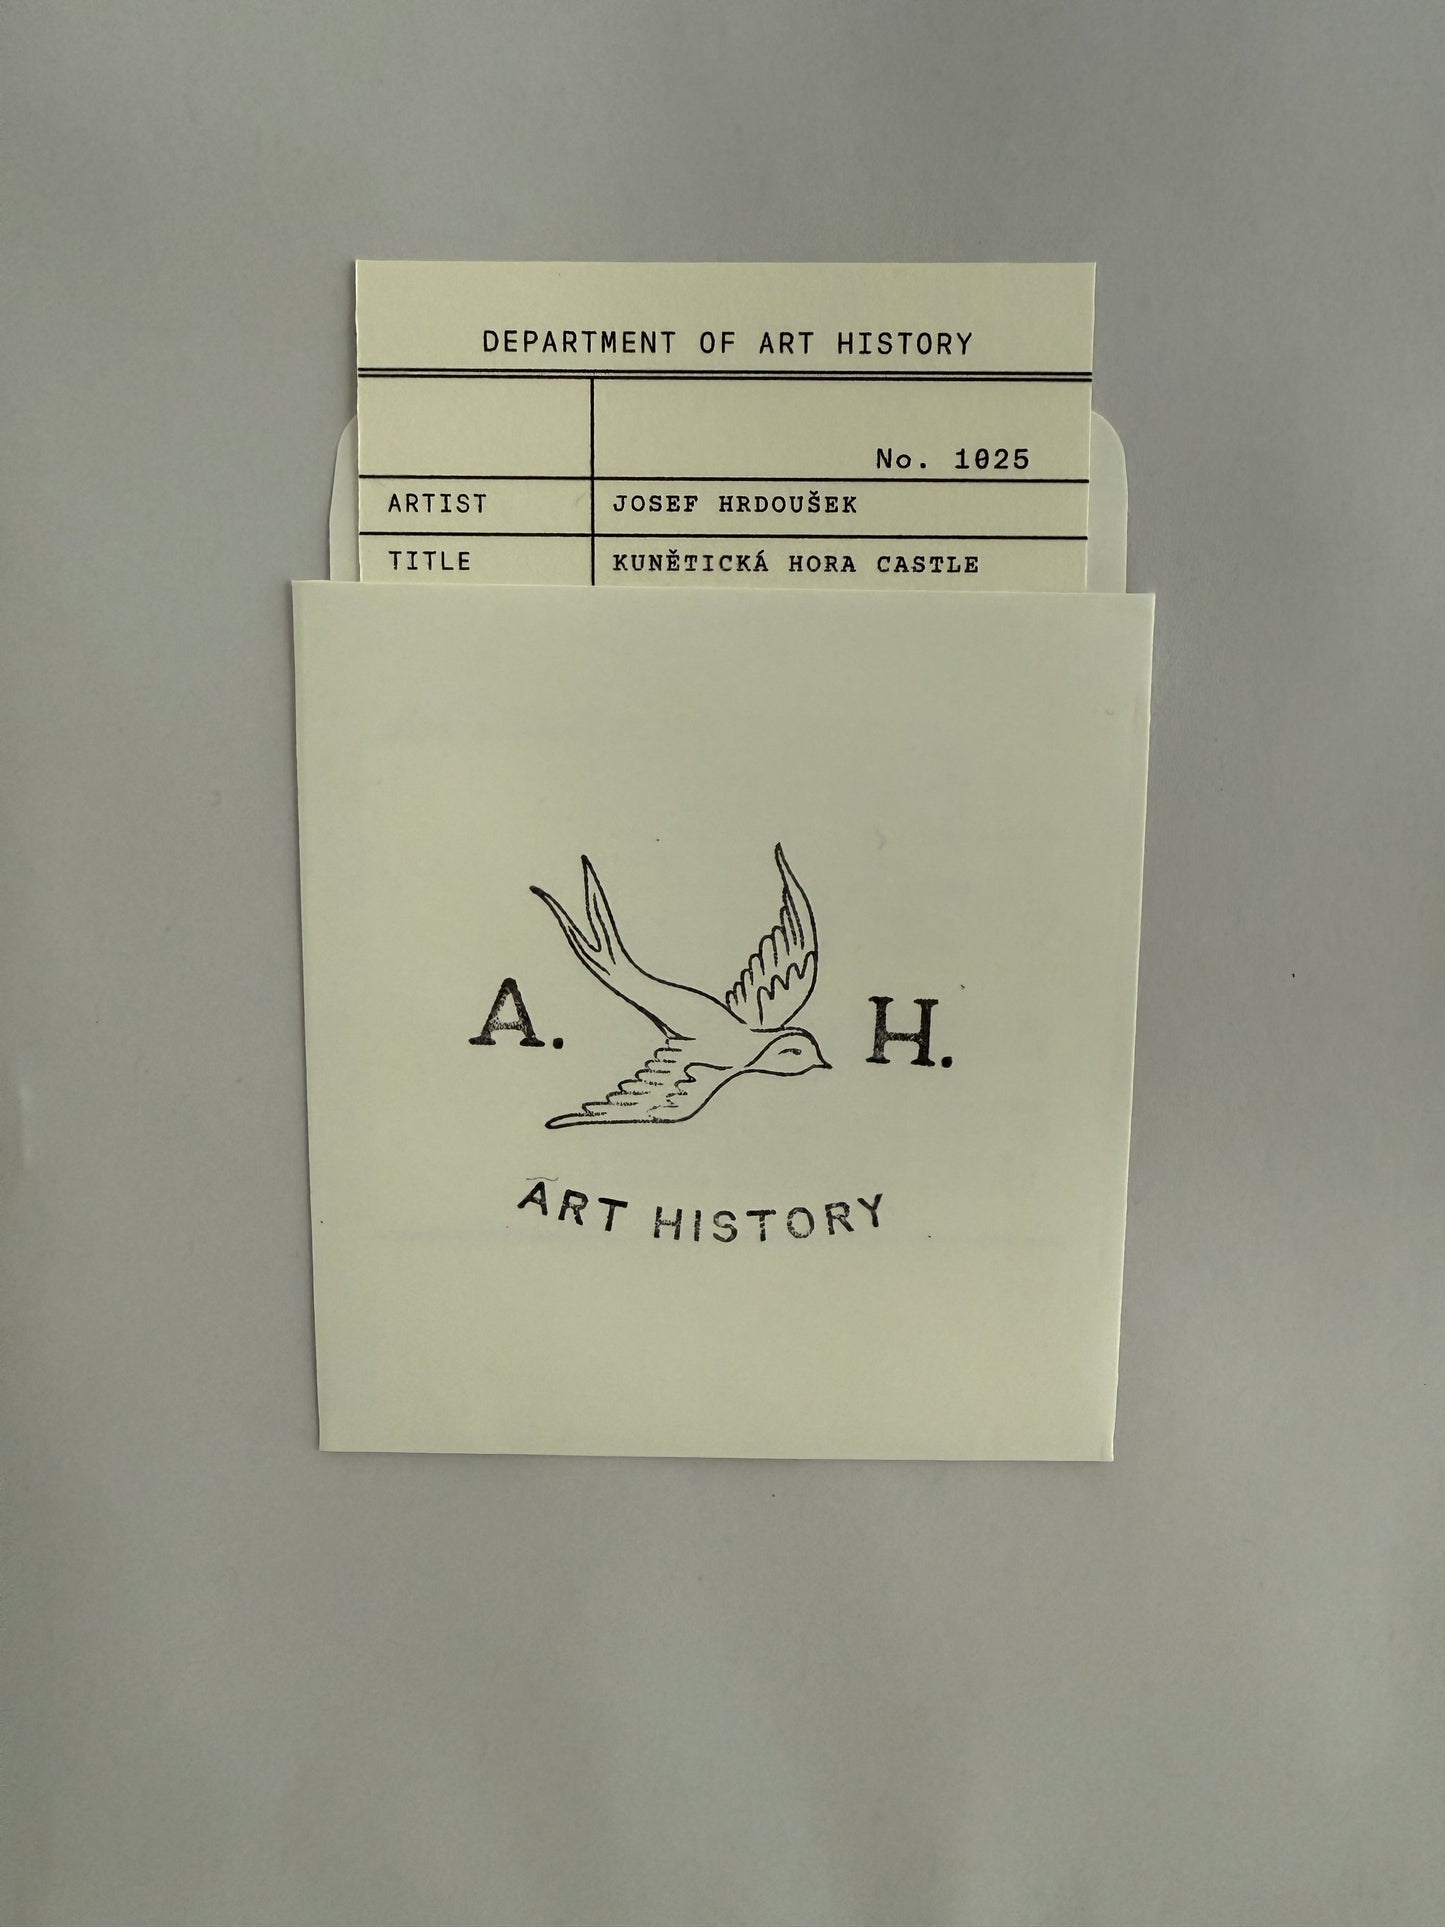 DEPARTMENT OF ART HISTORY
No. 1025
ARTIST JOSEF HRDOUŠEK
TITLE KUNĚTICKÁ HORA CASTLE
A. H.
ART HISTORY